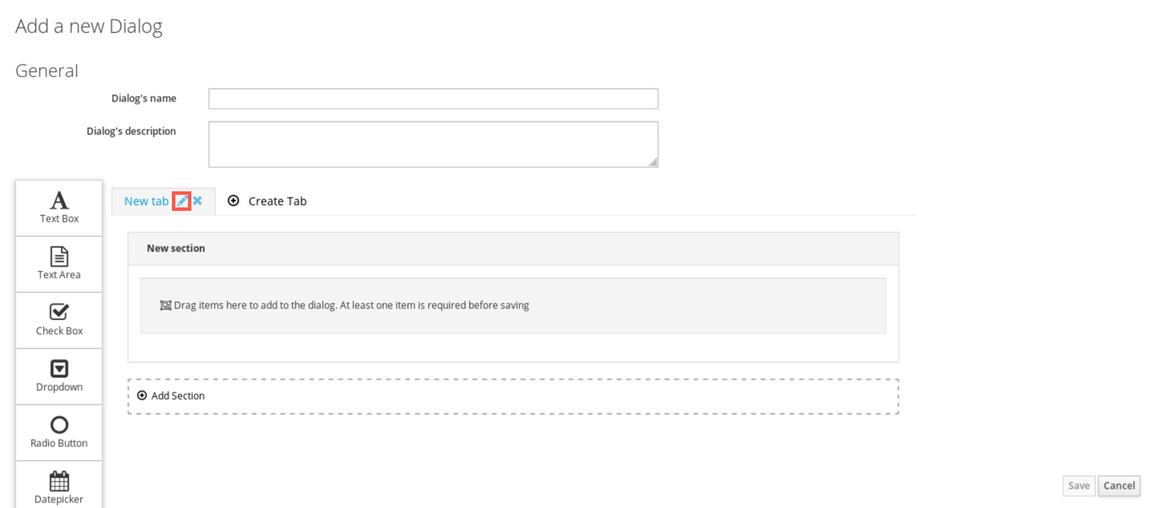 Add a new Dialog
General
Dialog's name
Dialog's description
Text Box
Text Area
Check Box
Dropdown
Radio Button
Datepicker
New tab
Create Tab
New section
Drag items here to add to the dialog. At least one item is required before saving
Add Section
Save
Cancel